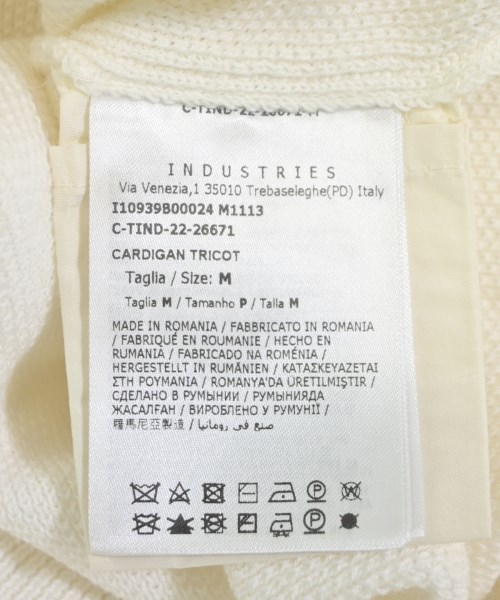 C-TIND-22-26671
INDUSTRIES
Via Venezia,1 35010 Trebaseleghe(PD) Italy
I10939B00024 M1113
C-TIND-22-26671
CARDIGAN TRICOT
Taglia / Size: M
Taglia M / Tamanho P / Talla M
MADE IN ROMANIA / FABBRICATO IN ROMANIA
/ FABRIQUÉ EN ROUMANIE / HECHO EN
RUMANIA / FABRICADO NA ROMÉNIA /
HERGESTELLT IN RUMÄNIEN / ΚΑΤΑΣΚΕΥΑΖΕΤΑΙ
ΣΤΗ ΡΟΥΜΑΝΙΑ / ROMANYA'DA ÜRETILMIŞTIR /
СДЕЛАНО В РУМЫНИИ / РУМЫНИЯДА
ЖАСАЛҒАН / ВИРОБЛЕНО У РУМУНІЇ /
羅馬尼亞製造 / صنع في رومانيا